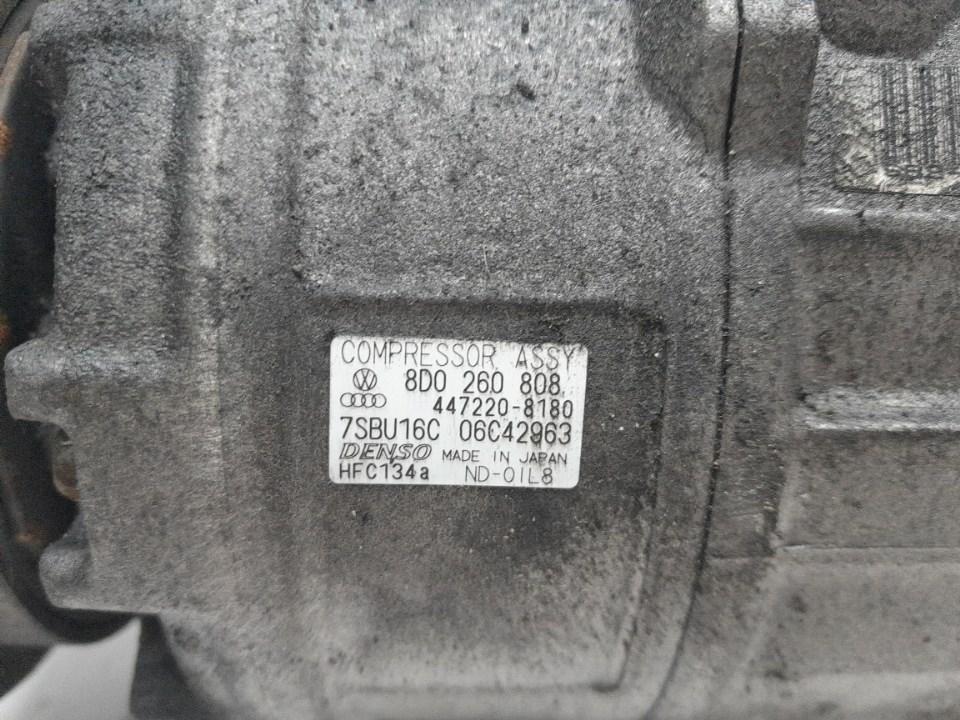 COMPRESSOR ASSY
8D0 260 808
447220-8180
7SBU16C 06C42963
DENSO MADE IN JAPAN
HFC134a ND-OIL8